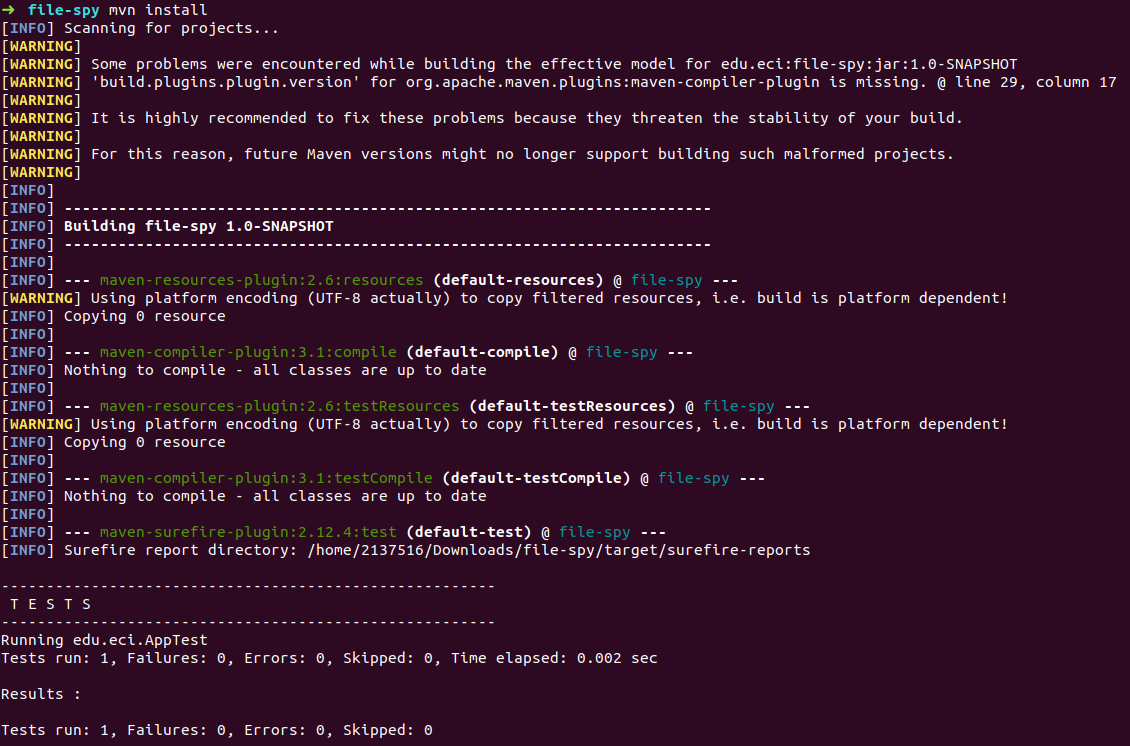 ➜ file-spy mvn install
[INFO] Scanning for projects...
[WARNING]
[WARNING] Some problems were encountered while building the effective model for edu.eci:file-spy:jar:1.0-SNAPSHOT
[WARNING] 'build.plugins.plugin.version' for org.apache.maven.plugins:maven-compiler-plugin is missing. @ line 29, column 17
[WARNING]
[WARNING] It is highly recommended to fix these problems because they threaten the stability of your build.
[WARNING]
[WARNING] For this reason, future Maven versions might no longer support building such malformed projects.
[WARNING]
[INFO]
[INFO] ------------------------------------------------------------------------
[INFO] Building file-spy 1.0-SNAPSHOT
[INFO] ------------------------------------------------------------------------
[INFO]
[INFO] --- maven-resources-plugin:2.6:resources (default-resources) @ file-spy ---
[WARNING] Using platform encoding (UTF-8 actually) to copy filtered resources, i.e. build is platform dependent!
[INFO] Copying 0 resource
[INFO]
[INFO] --- maven-compiler-plugin:3.1:compile (default-compile) @ file-spy ---
[INFO] Nothing to compile - all classes are up to date
[INFO]
[INFO] --- maven-resources-plugin:2.6:testResources (default-testResources) @ file-spy ---
[WARNING] Using platform encoding (UTF-8 actually) to copy filtered resources, i.e. build is platform dependent!
[INFO] Copying 0 resource
[INFO]
[INFO] --- maven-compiler-plugin:3.1:testCompile (default-testCompile) @ file-spy ---
[INFO] Nothing to compile - all classes are up to date
[INFO]
[INFO] --- maven-surefire-plugin:2.12.4:test (default-test) @ file-spy ---
[INFO] Surefire report directory: /home/2137516/Downloads/file-spy/target/surefire-reports
-------------------------------------------------------
T E S T S
-------------------------------------------------------
Running edu.eci.AppTest
Tests run: 1, Failures: 0, Errors: 0, Skipped: 0, Time elapsed: 0.002 sec
Results :
Tests run: 1, Failures: 0, Errors: 0, Skipped: 0